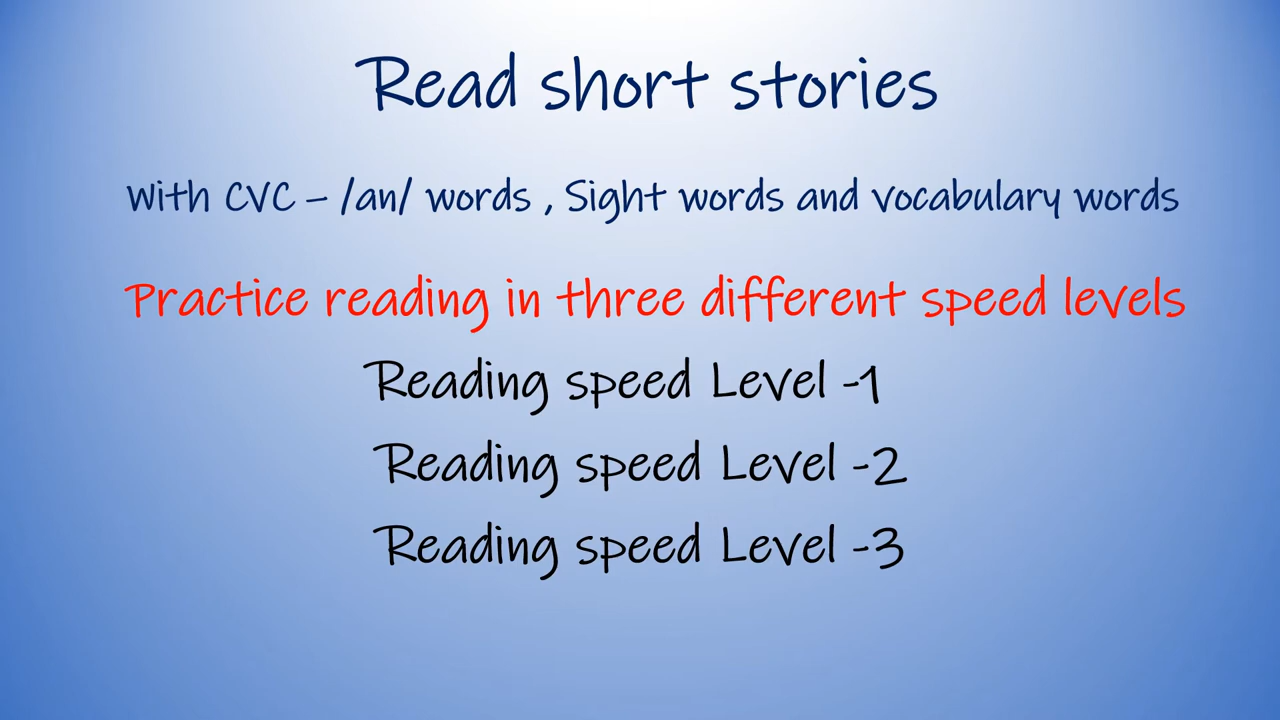 Read short stories
with CVC – /an/ words , Sight words and vocabulary words
Practice reading in three different speed levels
Reading speed Level -1
Reading speed Level -2
Reading speed Level -3